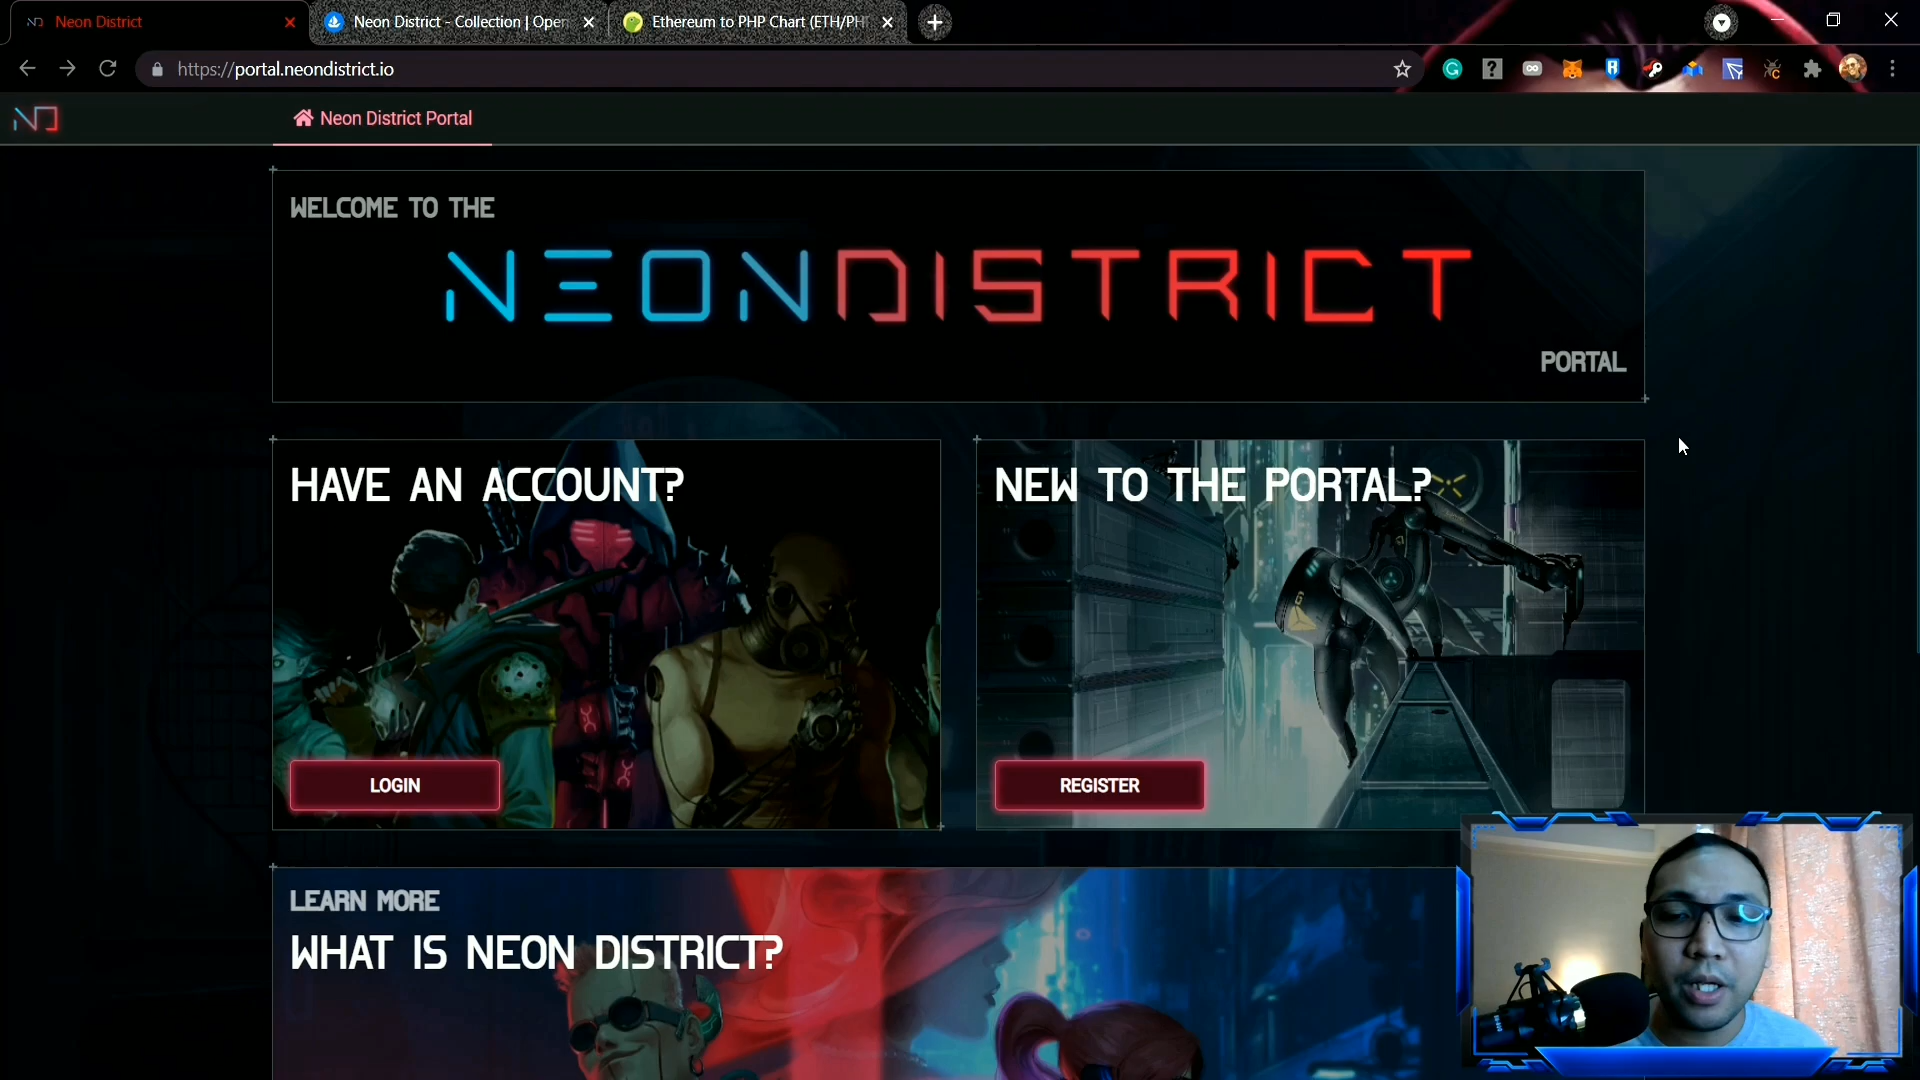 Neon District
Neon District - Collection | Oper
Ethereum to PHP Chart (ETH/PH
https://portal.neondistrict.io
ND
Neon District Portal
WELCOME TO THE
NEONDISTRICT
PORTAL
HAVE AN ACCOUNT?
NEW TO THE PORTAL?
LOGIN
REGISTER
LEARN MORE
WHAT IS NEON DISTRICT?